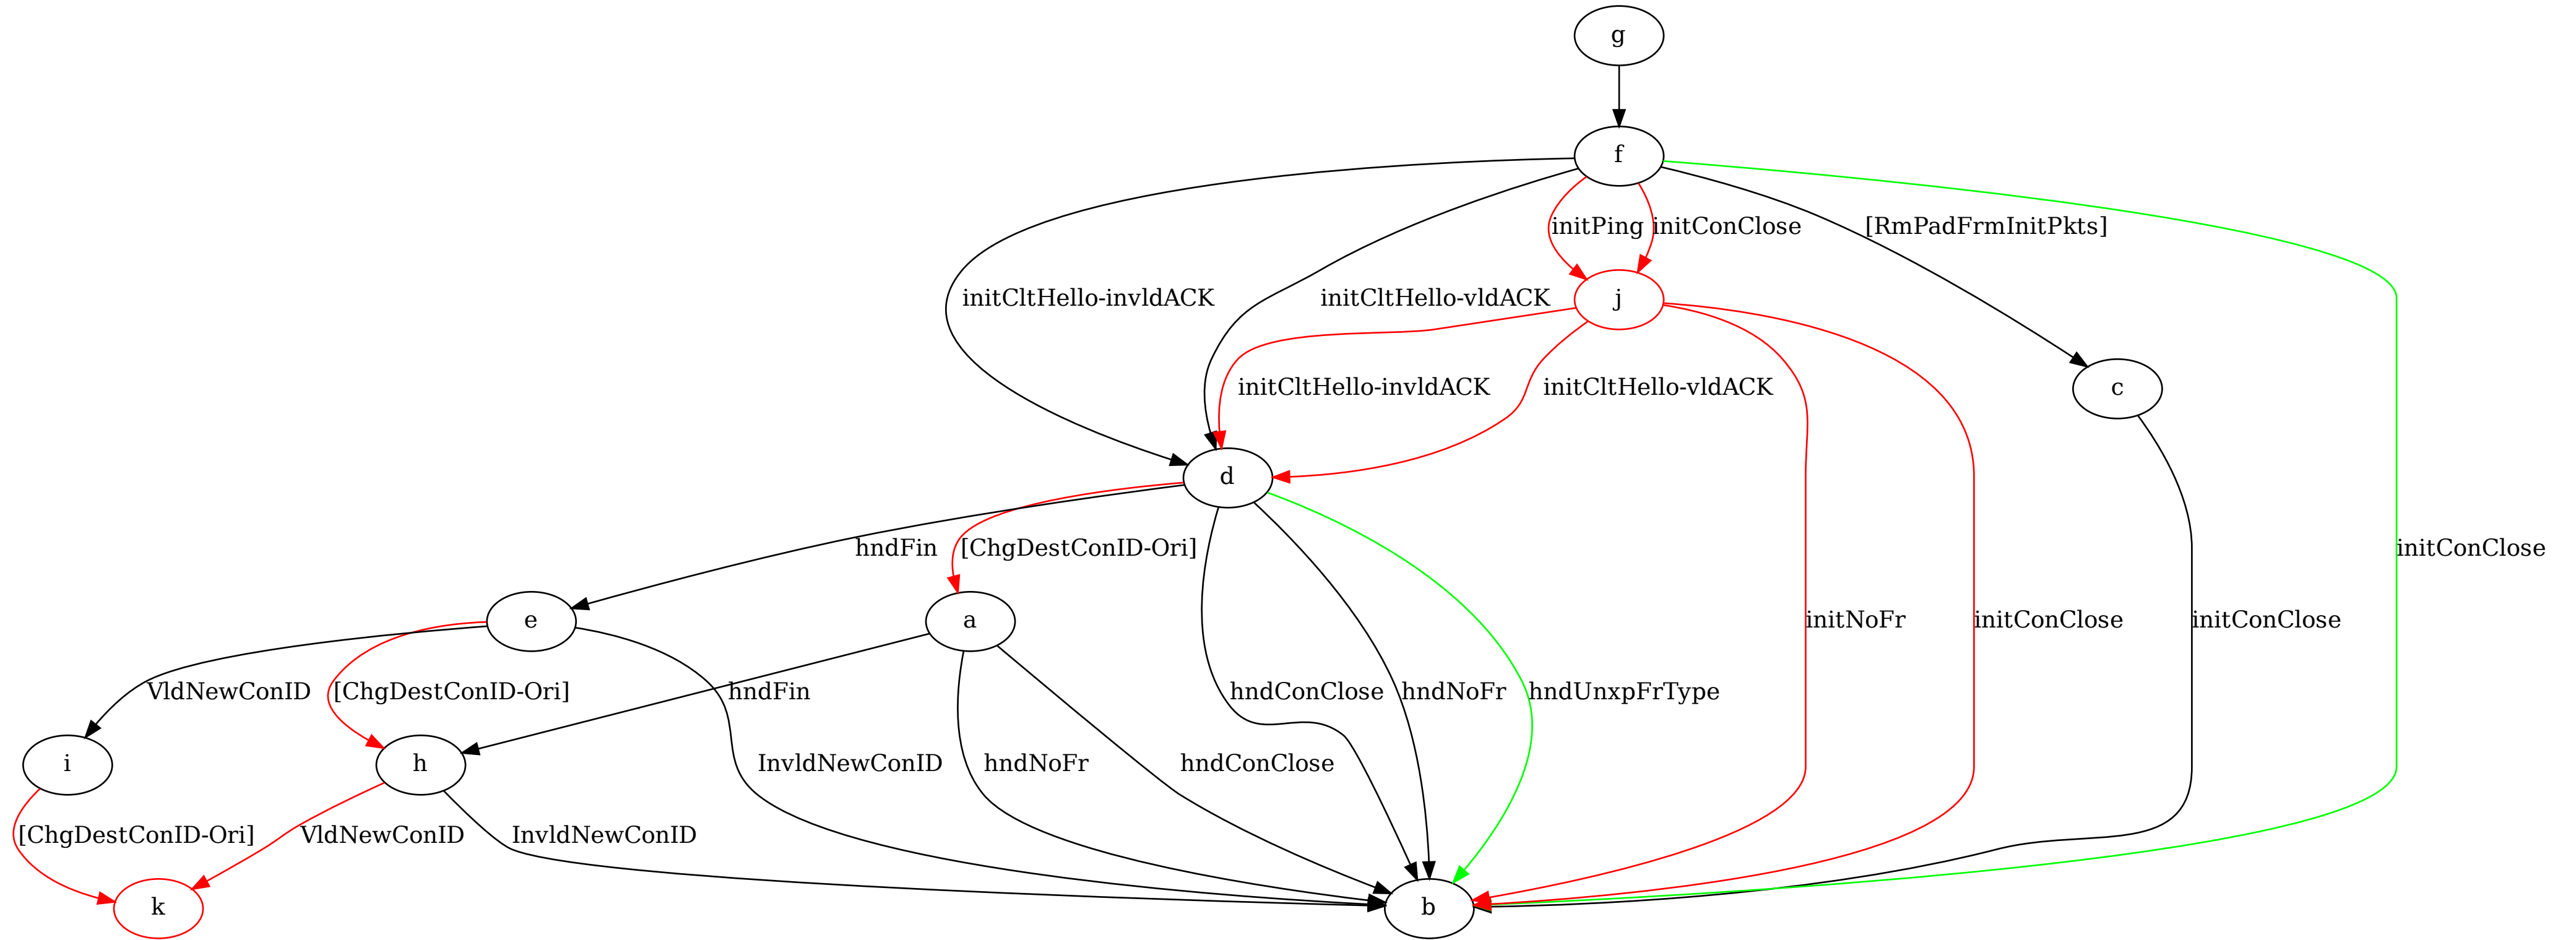 g
f
initPing
initConClose
[RmPadFrmInitPkts]
initCltHello-invldACK
initCltHello-vldACK
j
initCltHello-invldACK
initCltHello-vldACK
c
d
hndFin
[ChgDestConID-Ori]
initConClose
e
a
initNoFr
initConClose
initConClose
VldNewConID
[ChgDestConID-Ori]
hndFin
hndConClose
hndNoFr
hndUnxpFrType
i
h
InvldNewConID
hndNoFr
hndConClose
[ChgDestConID-Ori]
VldNewConID
InvldNewConID
k
b